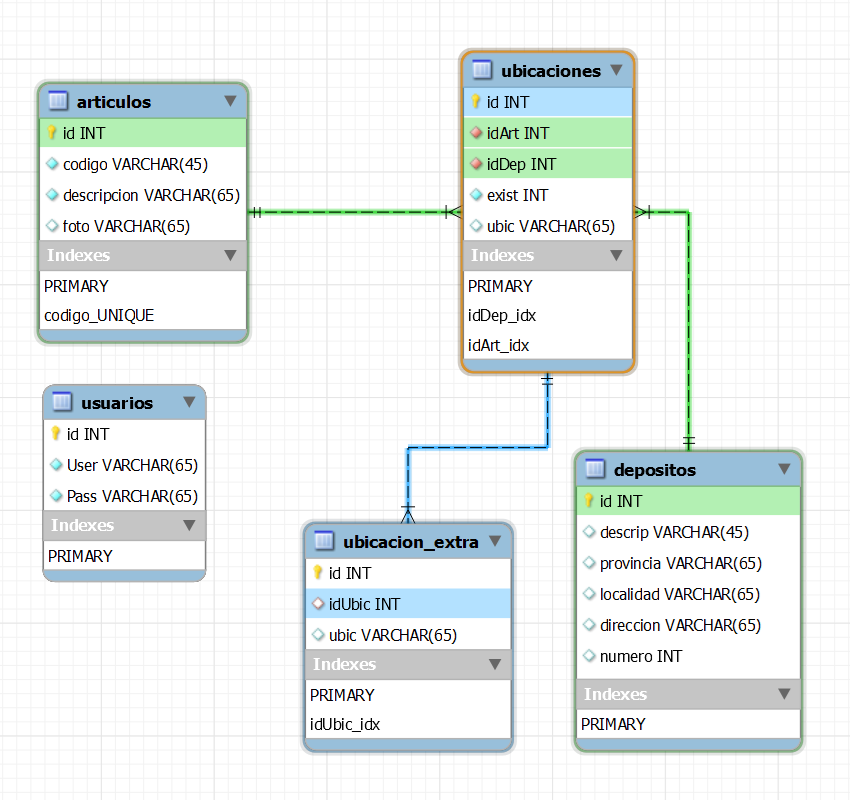 articulos
id INT
codigo VARCHAR(45)
descripcion VARCHAR(65)
foto VARCHAR(65)
Indexes
PRIMARY
codigo_UNIQUE
ubicaciones
id INT
idArt INT
idDep INT
exist INT
ubic VARCHAR(65)
Indexes
PRIMARY
idDep_idx
idArt_idx
usuarios
id INT
User VARCHAR(65)
Pass VARCHAR(65)
Indexes
PRIMARY
ubicacion_extra
id INT
idUbic INT
ubic VARCHAR(65)
Indexes
PRIMARY
idUbic_idx
depositos
id INT
descrip VARCHAR(45)
provincia VARCHAR(65)
localidad VARCHAR(65)
direccion VARCHAR(65)
numero INT
Indexes
PRIMARY